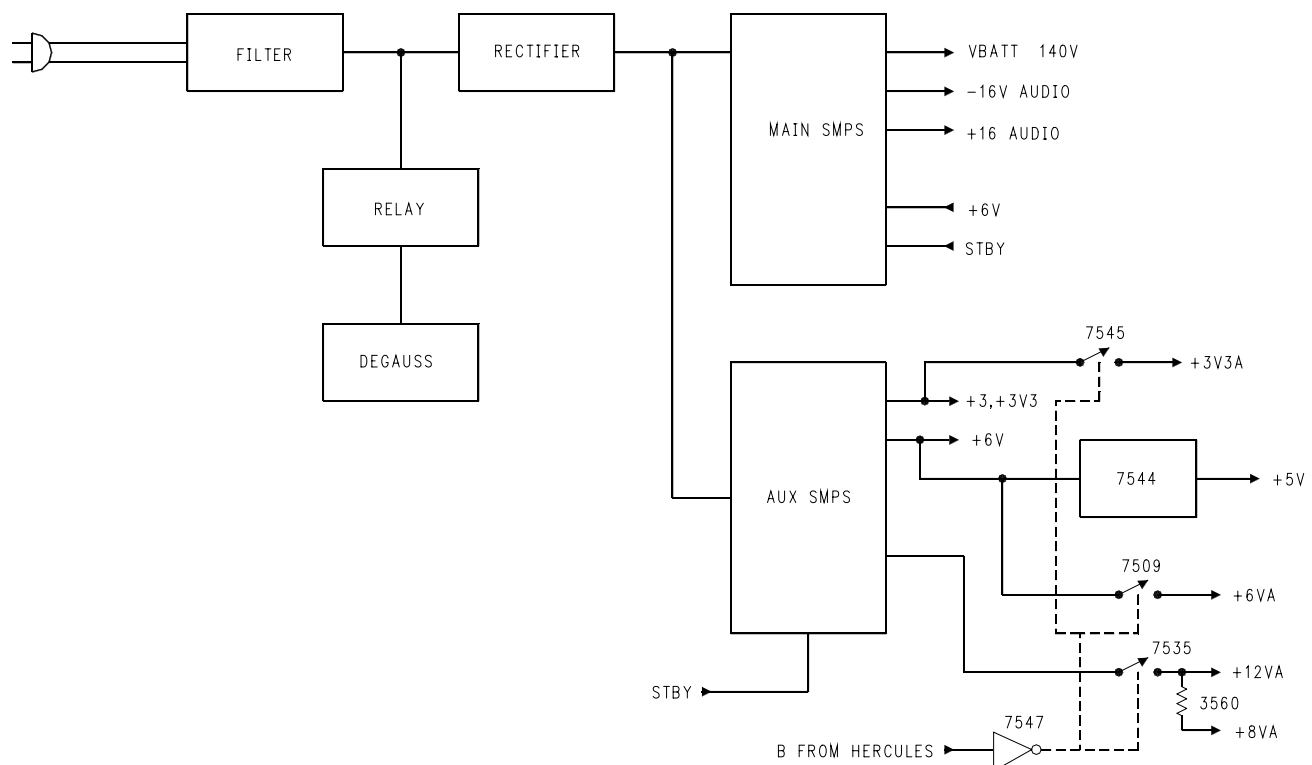 FILTER
RECTIFIER
MAIN SMPS
VBATT 140V
-16V AUDIO
+16 AUDIO
+6V
STBY
RELAY
DEGAUSS
AUX SMPS
7545
+3V3A
+3,+3V3
+6V
7544
+5V
7509
+6VA
7535
+12VA
3560
+8VA
STBY
7547
B FROM HERCULES